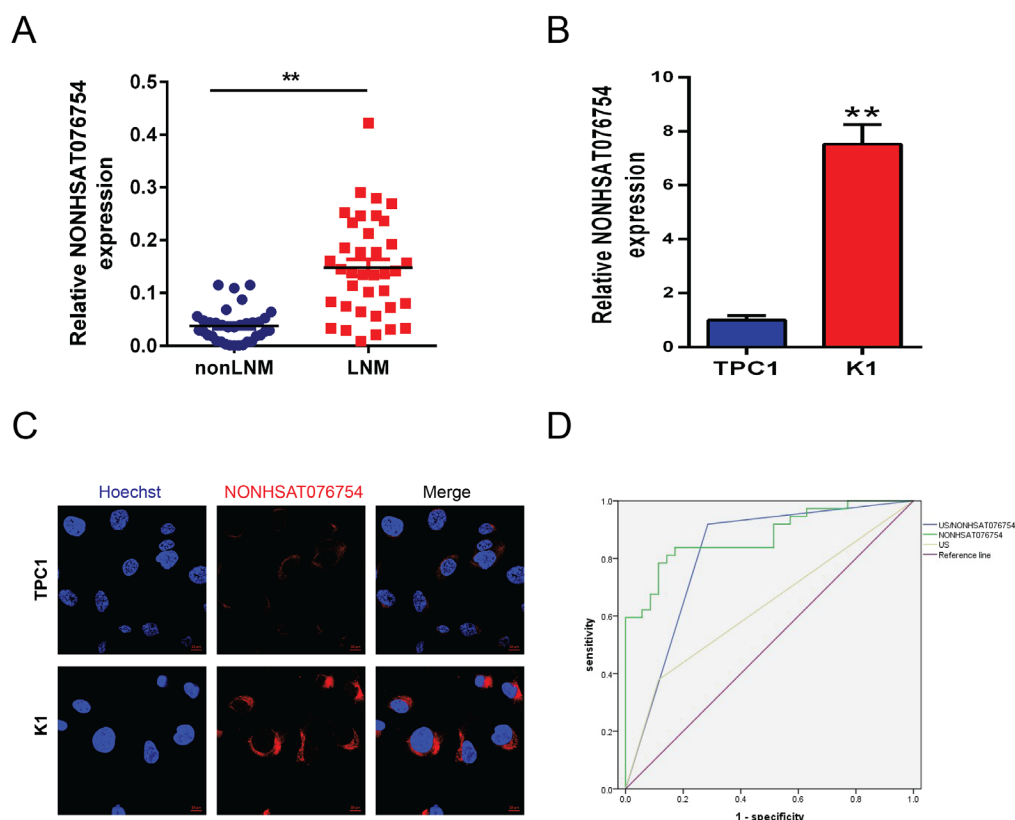 A
Relative NONHSAT076754
expression
0.5
0.4
0.3
0.2
0.1
0.0
**
nonLNM
LNM
B
Relative NONHSAT076754
expression
10
8
6
4
2
0
**
TPC1
K1
C
Hoechst
NONHSAT076754
Merge
TPC1
K1
D
sensitivity
1.0
0.8
0.6
0.4
0.2
0.0
0.0
0.2
0.4
0.6
0.8
1.0
1 - specificity
US/NONHSAT076754
NONHSAT076754
US
Reference line